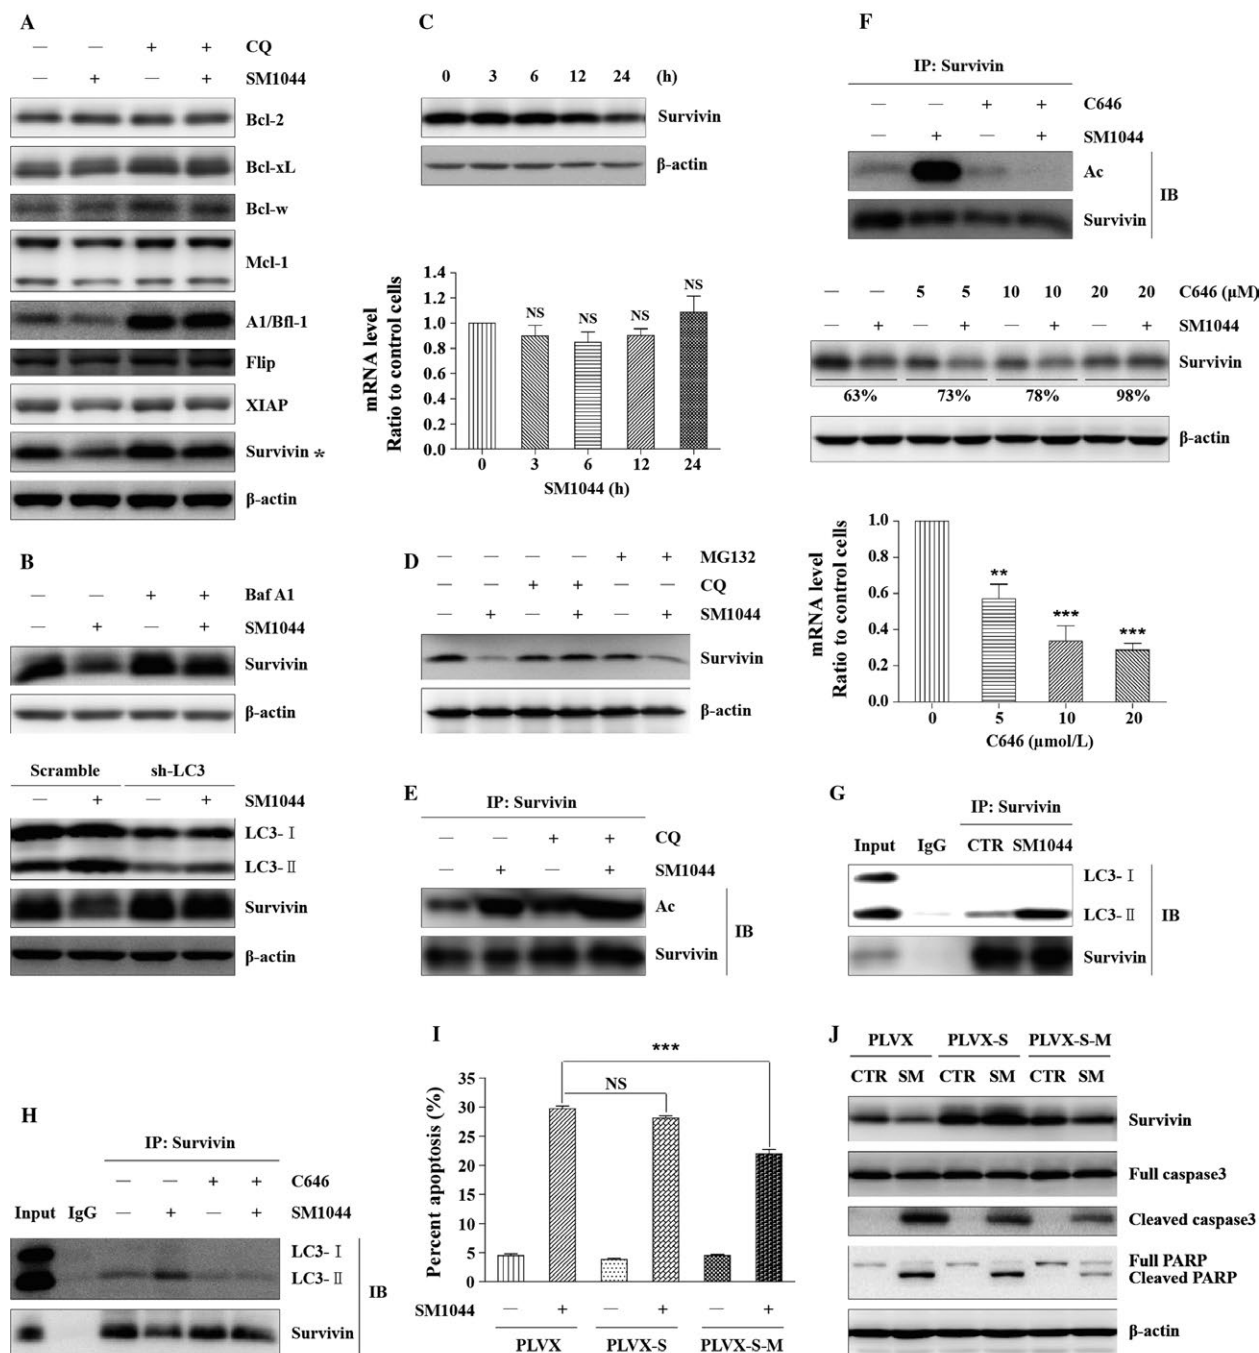 A
— — + + CQ
— + — + SM1044
Bcl-2
Bcl-xL
Bcl-w
Mcl-1
A1/Bfl-1
Flip
XIAP
Survivin *
β-actin
B
— — + + Baf A1
— + — + SM1044
Survivin
β-actin
Scramble sh-LC3
— + — + SM1044
LC3-Ⅰ
LC3-Ⅱ
Survivin
β-actin
C
0 3 6 12 24 (h)
Survivin
β-actin
mRNA level
Ratio to control cells
1.4
1.2
1.0
0.8
0.6
0.4
0.2
0.0
NS NS NS NS
0 3 6 12 24
SM1044 (h)
D
— — — — + + MG132
— — + + — — CQ
— + — + — + SM1044
Survivin
β-actin
E
IP: Survivin
— — + + CQ
— + — + SM1044
Ac
Survivin
IB
F
IP: Survivin
— — + + C646
— + — + SM1044
Ac
Survivin
IB
— — 5 5 10 10 20 20 C646 (μM)
— + — + — + — + SM1044
Survivin
63% 73% 78% 98%
β-actin
mRNA level
Ratio to control cells
1.0
0.8
0.6
0.4
0.2
0.0
** *** ***
0 5 10 20
C646 (μmol/L)
G
IP: Survivin
Input IgG CTR SM1044
LC3-Ⅰ
LC3-Ⅱ
Survivin
IB
H
IP: Survivin
— — + + C646
Input IgG — + — + SM1044
LC3-Ⅰ
LC3-Ⅱ
Survivin
IB
I
***
NS
Percent apoptosis (%)
35
30
25
20
15
10
5
0
SM1044 — + — + — +
PLVX PLVX-S PLVX-S-M
J
PLVX PLVX-S PLVX-S-M
CTR SM CTR SM CTR SM
Survivin
Full caspase3
Cleaved caspase3
Full PARP
Cleaved PARP
β-actin